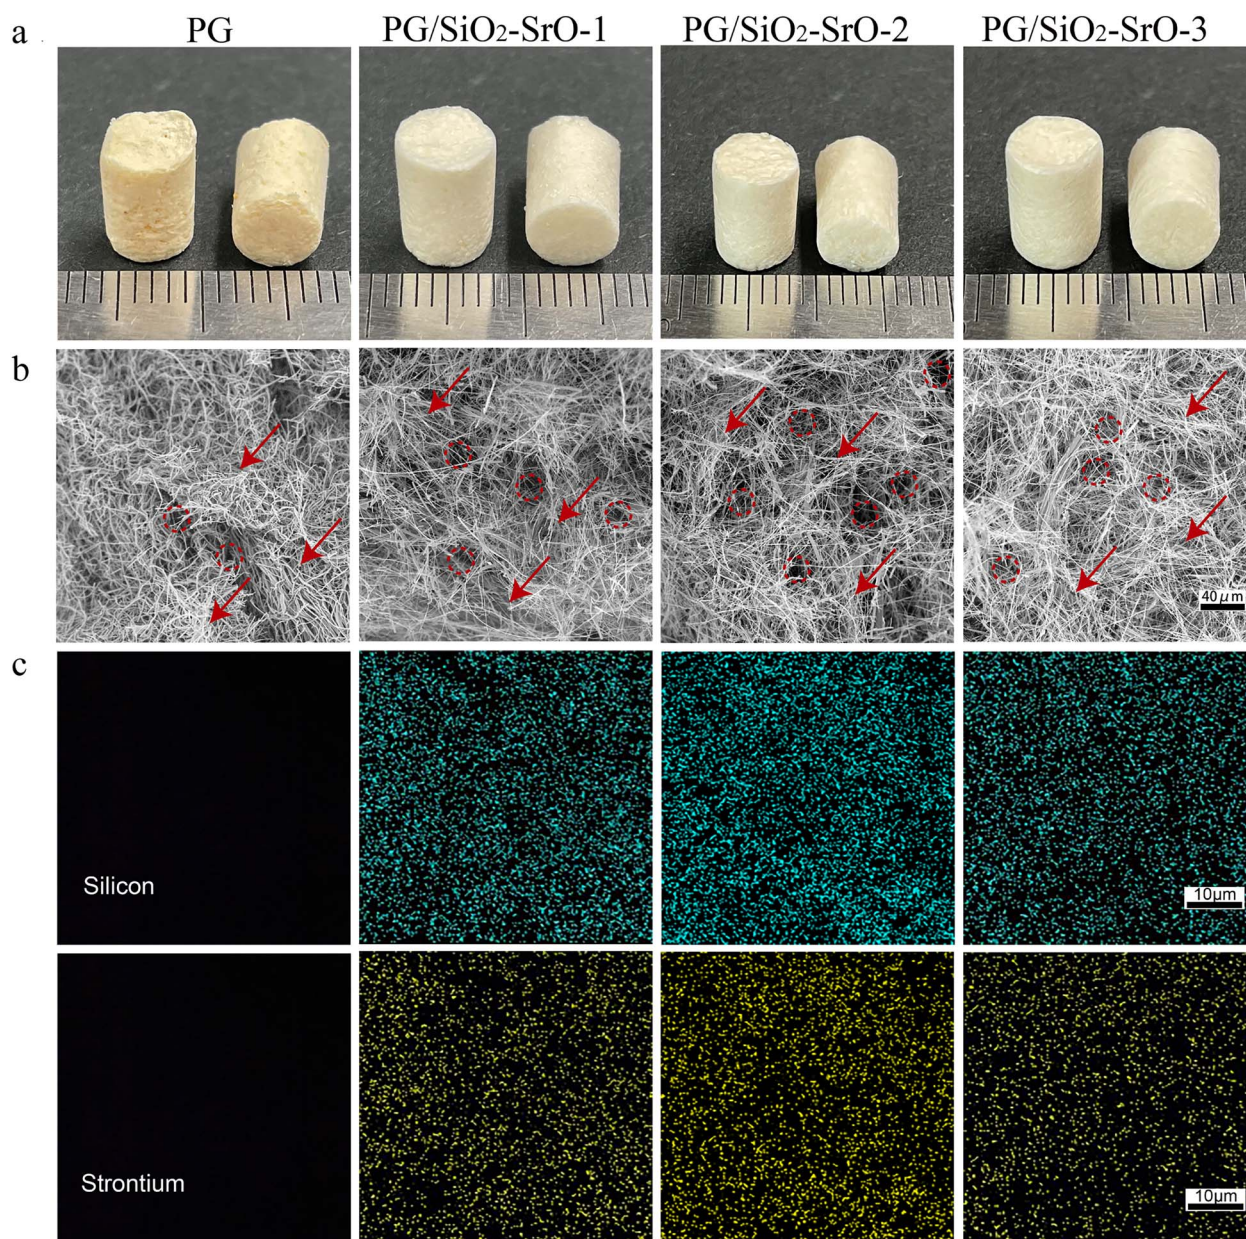 a
PG
PG/SiO₂-SrO-1
PG/SiO₂-SrO-2
PG/SiO₂-SrO-3
b
40μm
c
Silicon
10μm
Strontium
10μm